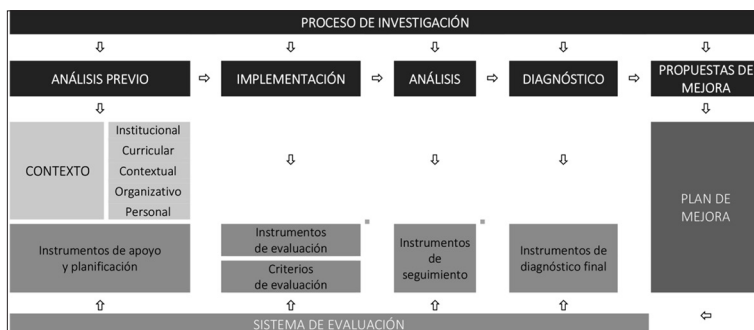 PROCESO DE INVESTIGACIÓN
ANÁLISIS PREVIO
IMPLEMENTACIÓN
ANÁLISIS
DIAGNÓSTICO
PROPUESTAS DE
MEJORA
CONTEXTO
Institucional
Curricular
Contextual
Organizativo
Personal
Instrumentos de apoyo
y planificación
Instrumentos
de evaluación
Criterios
de evaluación
Instrumentos
de
seguimiento
Instrumentos de
diagnóstico final
PLAN DE
MEJORA
SISTEMA DE EVALUACIÓN